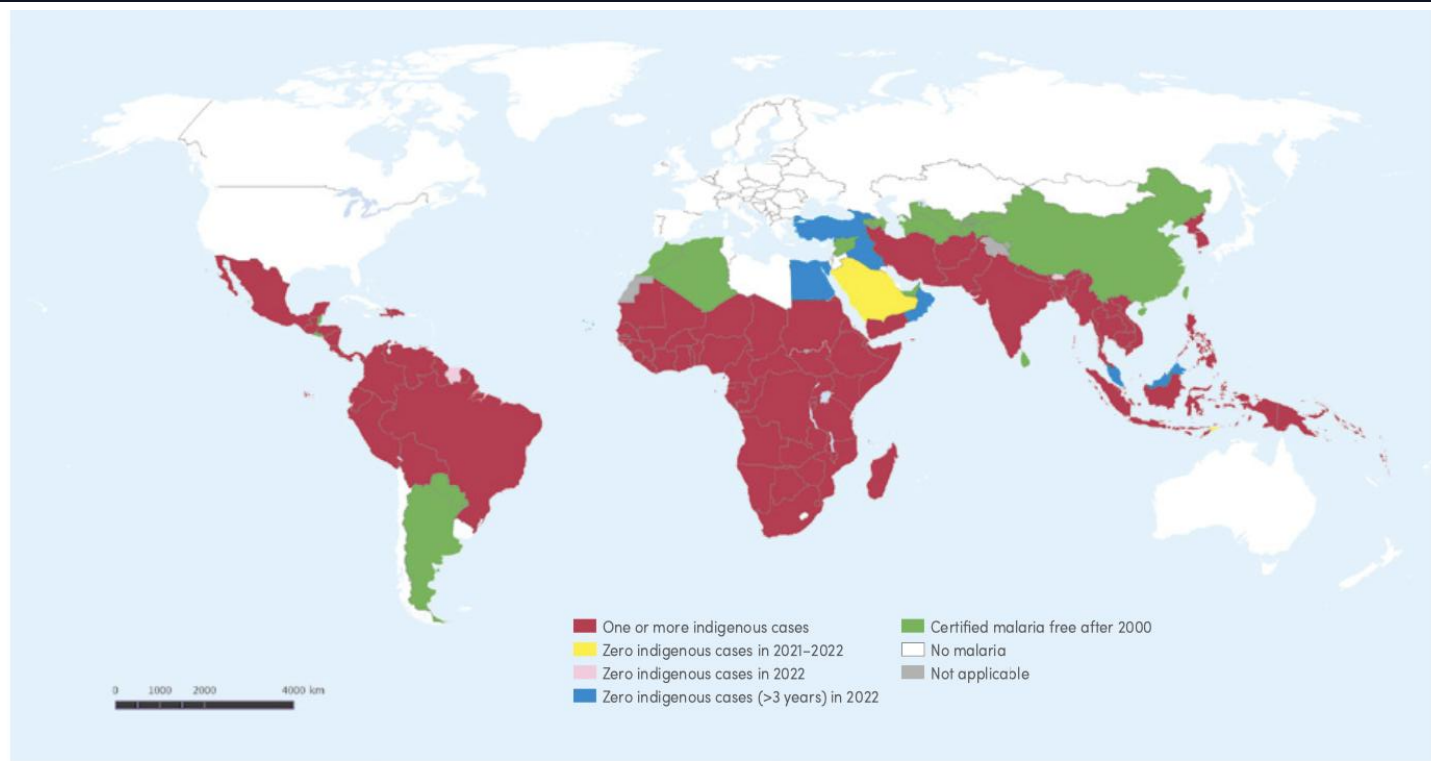 One or more indigenous cases
Zero indigenous cases in 2021–2022
Zero indigenous cases in 2022
Zero indigenous cases (>3 years) in 2022
Certified malaria free after 2000
No malaria
Not applicable
0 1000 2000 4000 km